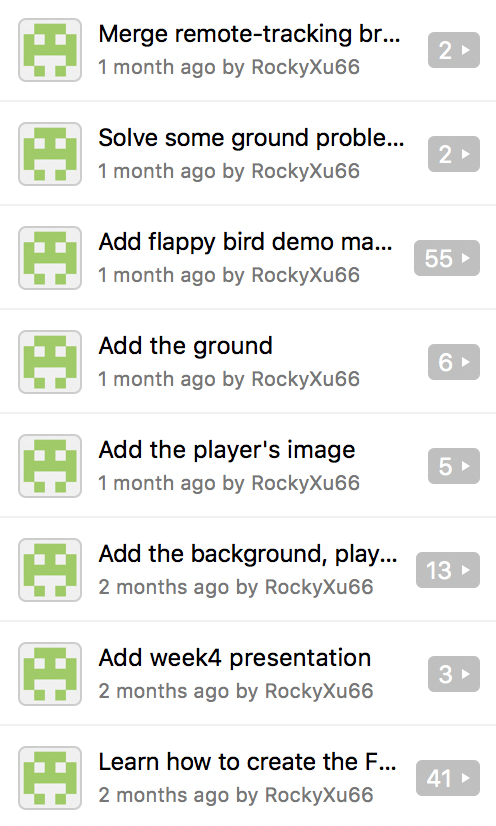 Merge remote-tracking br...
2
1 month ago by RockyXu66
Solve some ground proble...
2
1 month ago by RockyXu66
Add flappy bird demo ma...
55
1 month ago by RockyXu66
Add the ground
6
1 month ago by RockyXu66
Add the player's image
5
1 month ago by RockyXu66
Add the background, play...
13
2 months ago by RockyXu66
Add week4 presentation
3
2 months ago by RockyXu66
Learn how to create the F...
41
2 months ago by RockyXu66